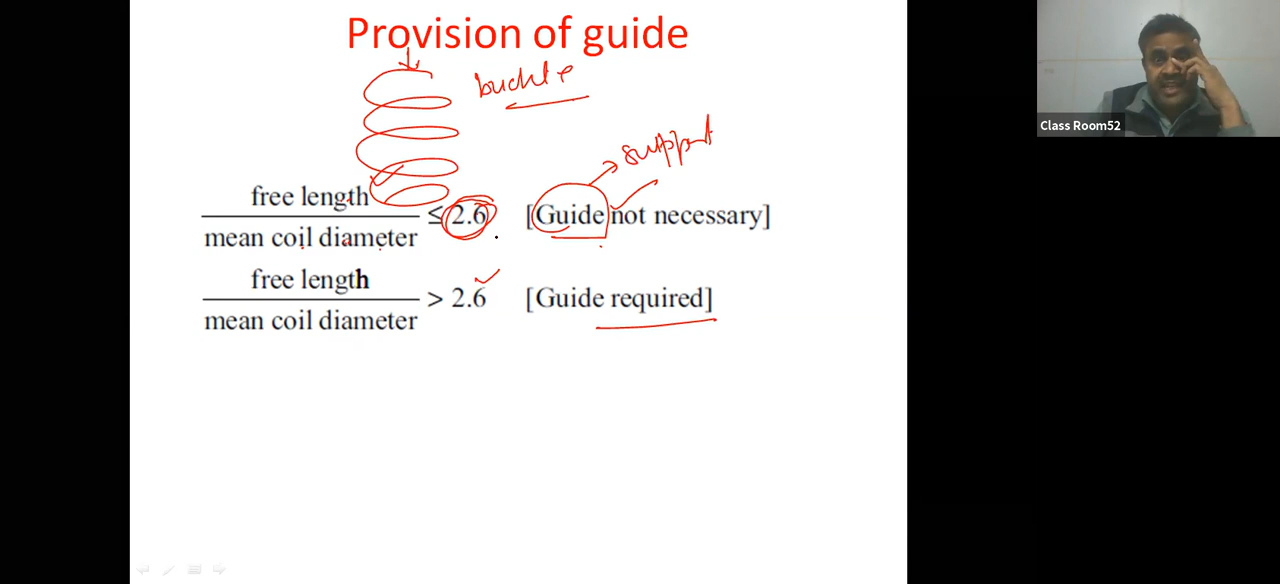 Provision of guide
buckle
support
free length
mean coil diameter
≤ 2.6 [Guide not necessary]
free length
mean coil diameter
> 2.6 [Guide required]
Class Room52